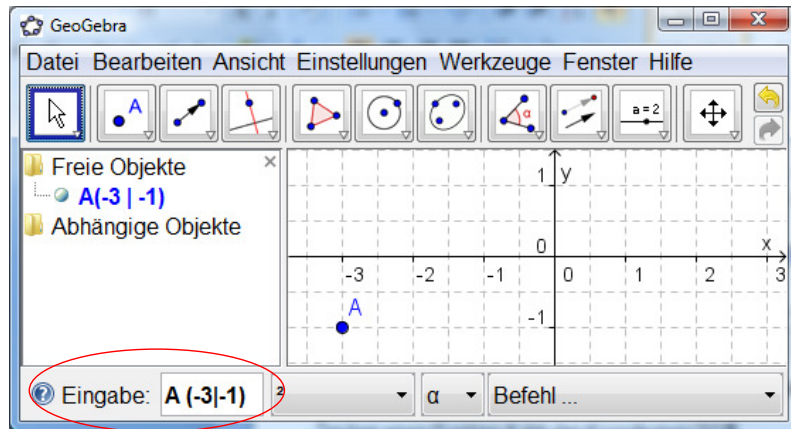 GeoGebra
Datei Bearbeiten Ansicht Einstellungen Werkzeuge Fenster Hilfe
A α a = 2
Freie Objekte
A(-3 | -1)
Abhängige Objekte
1 y
0 x
-3 -2 -1 0 1 2 3
A
-1
Eingabe: A (-3|-1) ² α Befehl ...